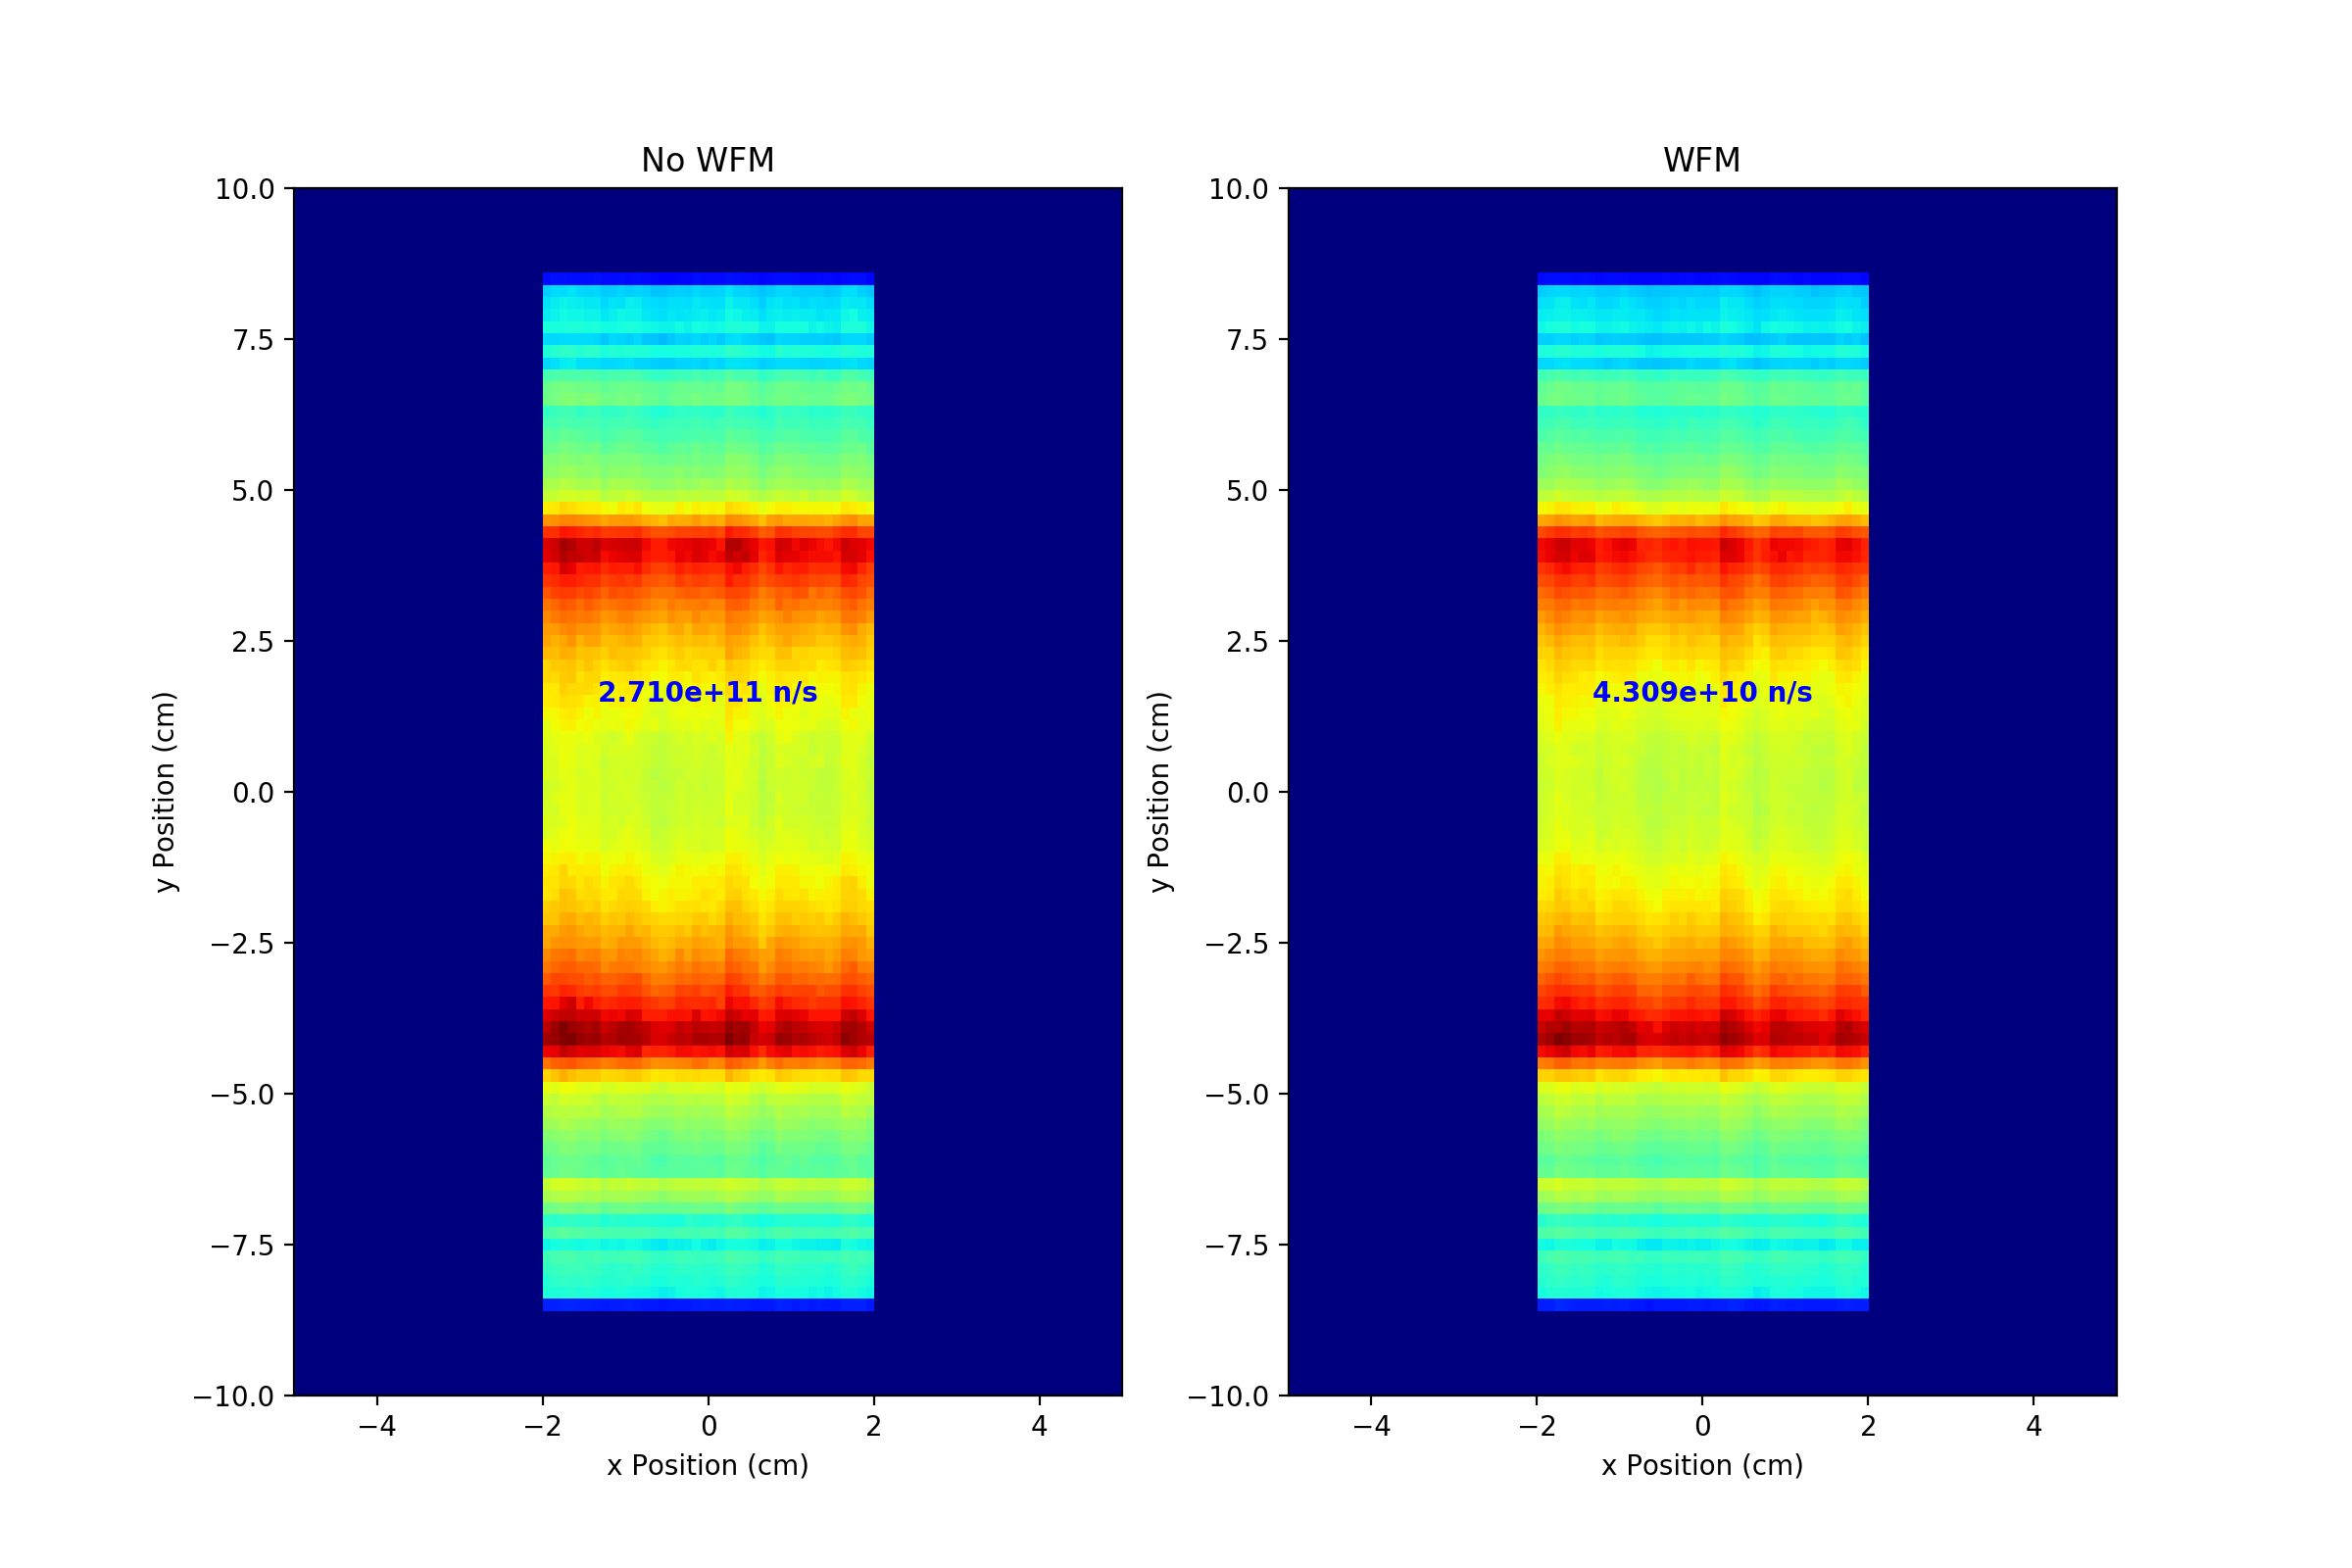 No WFM
10.0
7.5
5.0
2.5
0.0
−2.5
−5.0
−7.5
−10.0
y Position (cm)
2.710e+11 n/s
−4 −2 0 2 4
x Position (cm)
WFM
10.0
7.5
5.0
2.5
0.0
−2.5
−5.0
−7.5
−10.0
y Position (cm)
4.309e+10 n/s
−4 −2 0 2 4
x Position (cm)